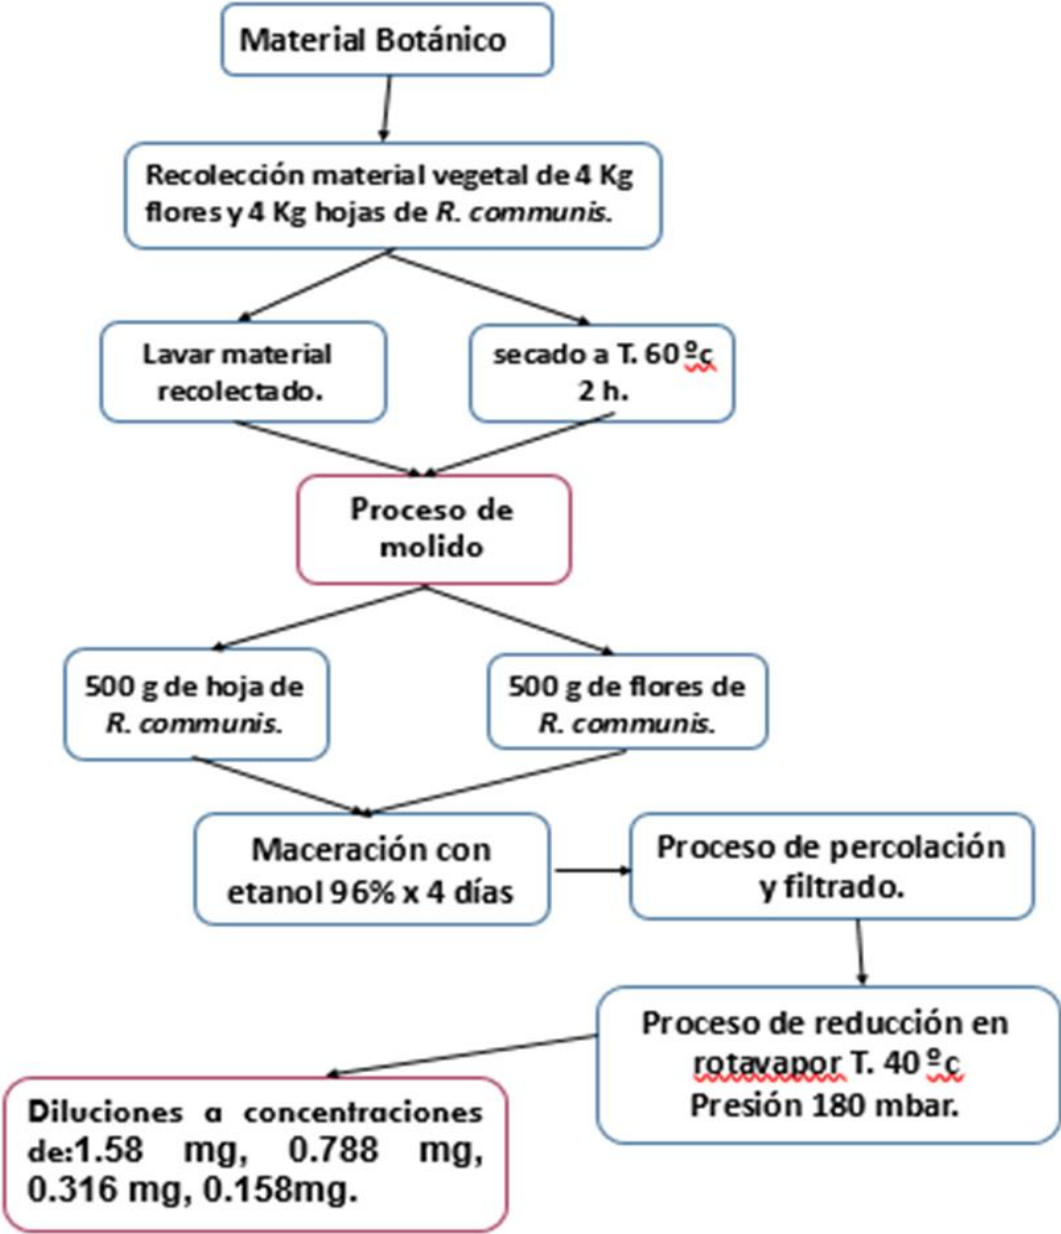 Material Botánico
Recolección material vegetal de 4 Kg
flores y 4 Kg hojas de R. communis.
Lavar material
recolectado.
secado a T. 60 ºc
2 h.
Proceso de
molido
500 g de hoja de
R. communis.
500 g de flores de
R. communis.
Maceración con
etanol 96% x 4 días
Proceso de percolación
y filtrado.
Proceso de reducción en
rotavapor T. 40 ºc
Presión 180 mbar.
Diluciones a concentraciones
de:1.58 mg, 0.788 mg,
0.316 mg, 0.158mg.